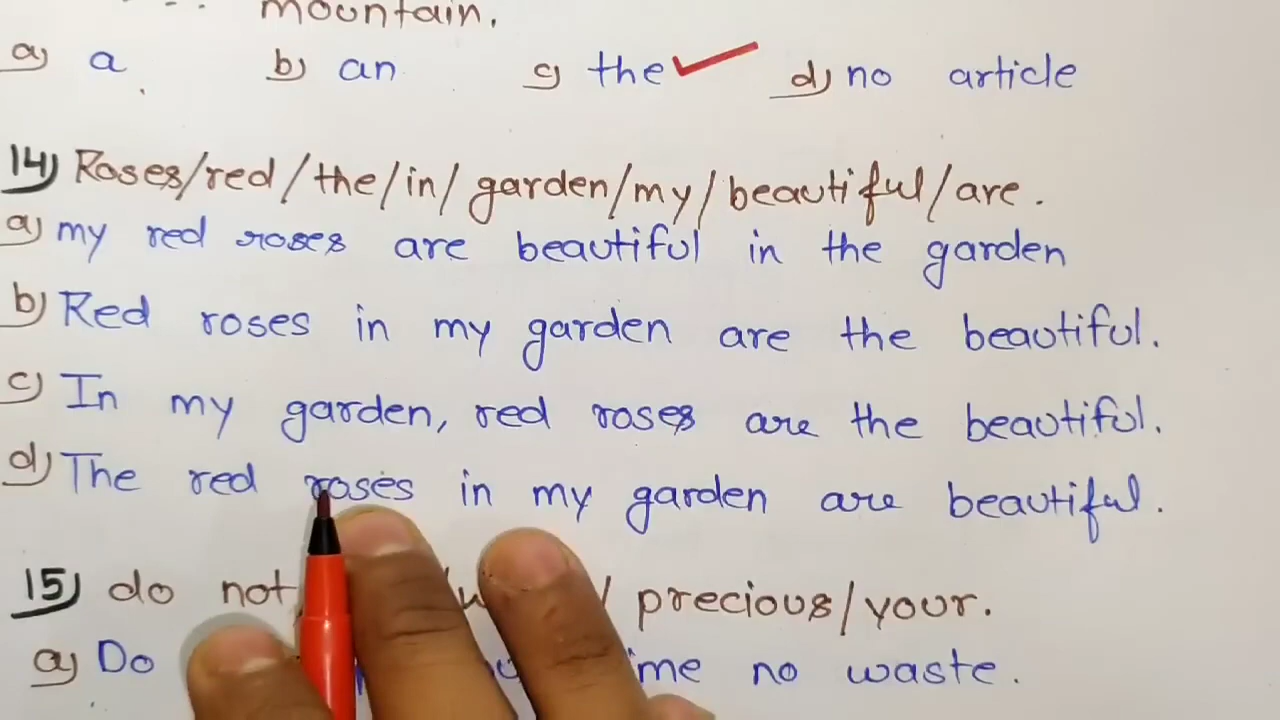 mountain.
a) a b) an c) the d) no article
14) Roses/red/the/in/garden/my/beautiful/are.
a) my red roses are beautiful in the garden
b) Red roses in my garden are the beautiful.
c) In my garden, red roses are the beautiful.
d) The red roses in my garden are beautiful.
15) do not / precious/your.
a) Do no waste.